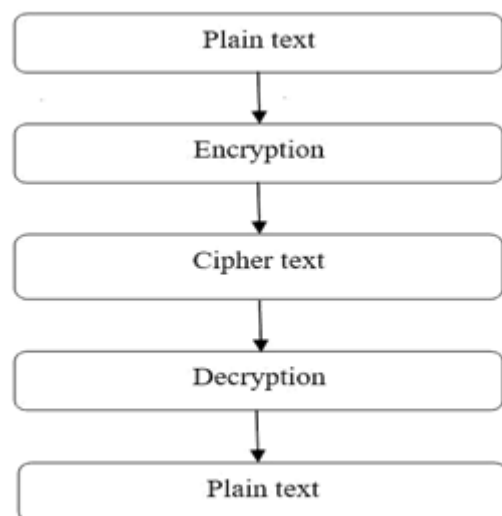 Plain text
Encryption
Cipher text
Decryption
Plain text